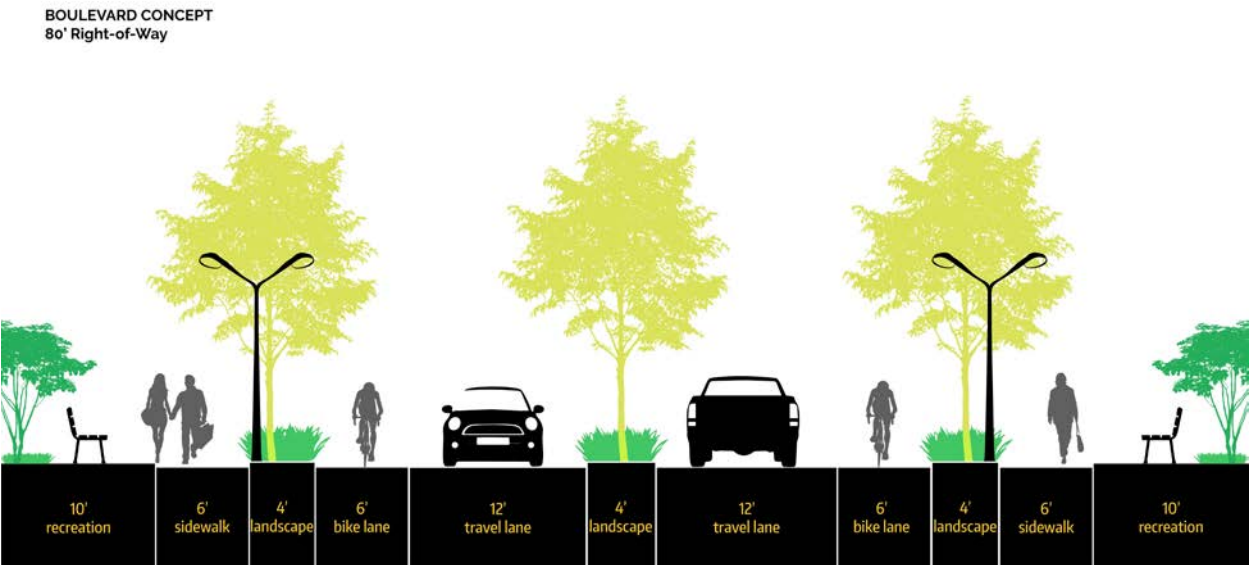 BOULEVARD CONCEPT
80' Right-of-Way
10'
recreation
6'
sidewalk
4'
landscape
6'
bike lane
12'
travel lane
4'
landscape
12'
travel lane
6'
bike lane
4'
landscape
6'
sidewalk
10'
recreation